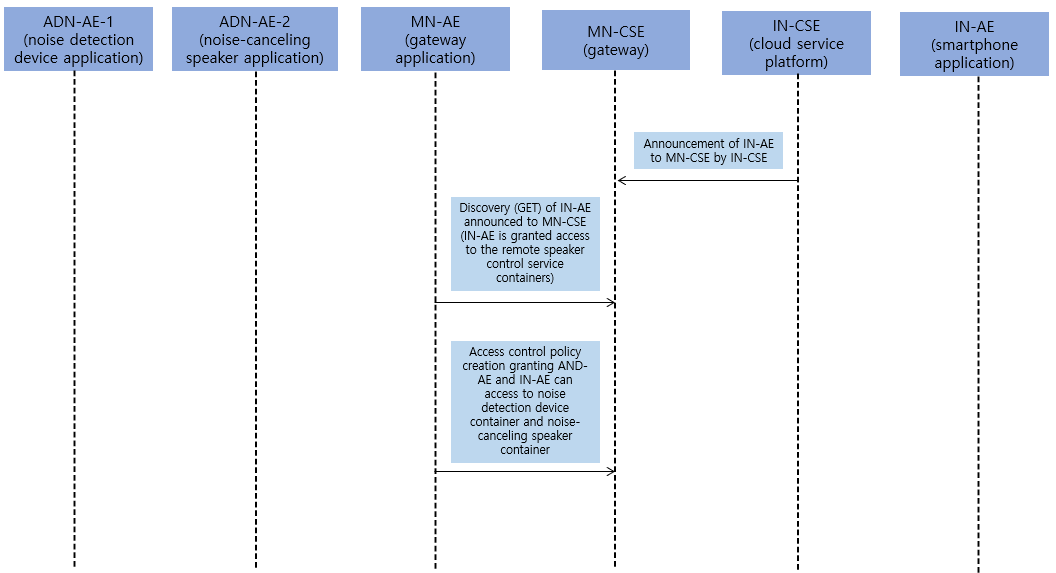 ADN-AE-1
(noise detection
device application)
ADN-AE-2
(noise-canceling
speaker application)
MN-AE
(gateway
application)
MN-CSE
(gateway)
IN-CSE
(cloud service
platform)
IN-AE
(smartphone
application)
Announcement of IN-AE
to MN-CSE by IN-CSE
Discovery (GET) of IN-AE
announced to MN-CSE
(IN-AE is granted access
to the remote speaker
control service
containers)
Access control policy
creation granting AND-
AE and IN-AE can
access to noise
detection device
container and noise-
canceling speaker
container